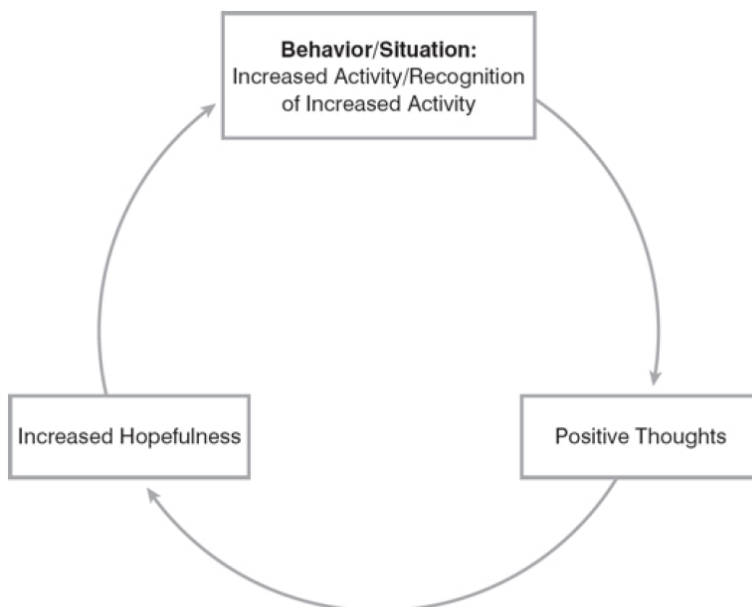 Behavior/Situation:
Increased Activity/Recognition
of Increased Activity
Increased Hopefulness
Positive Thoughts